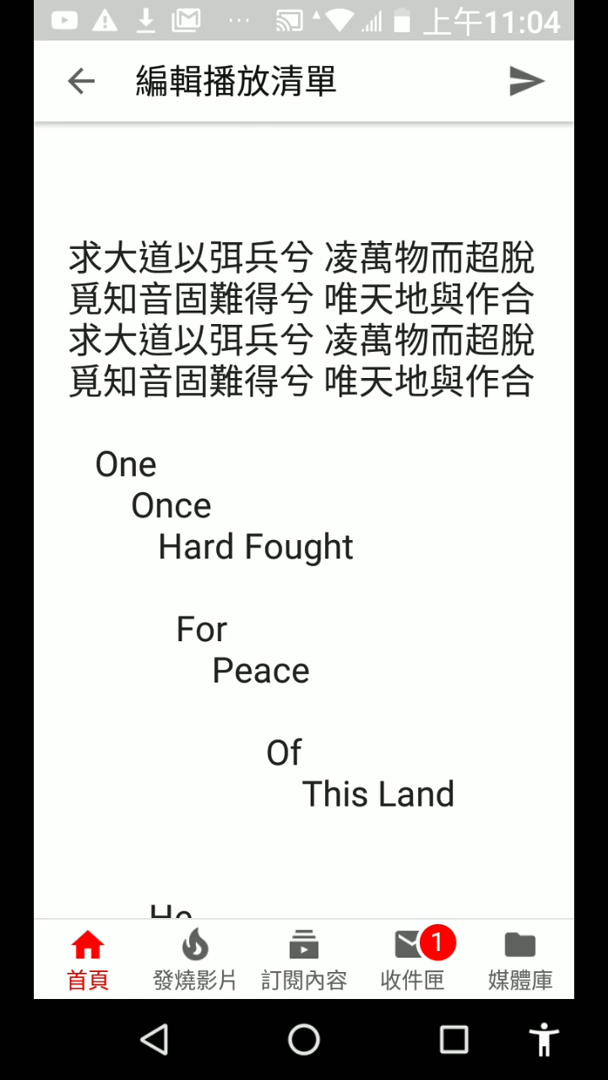 上午11:04
編輯播放清單
求大道以弭兵兮 凌萬物而超脫
覓知音固難得兮 唯天地與作合
求大道以弭兵兮 凌萬物而超脫
覓知音固難得兮 唯天地與作合
One
Once
Hard Fought
For
Peace
Of
This Land
He
1
首頁 發燒影片 訂閱內容 收件匣 媒體庫